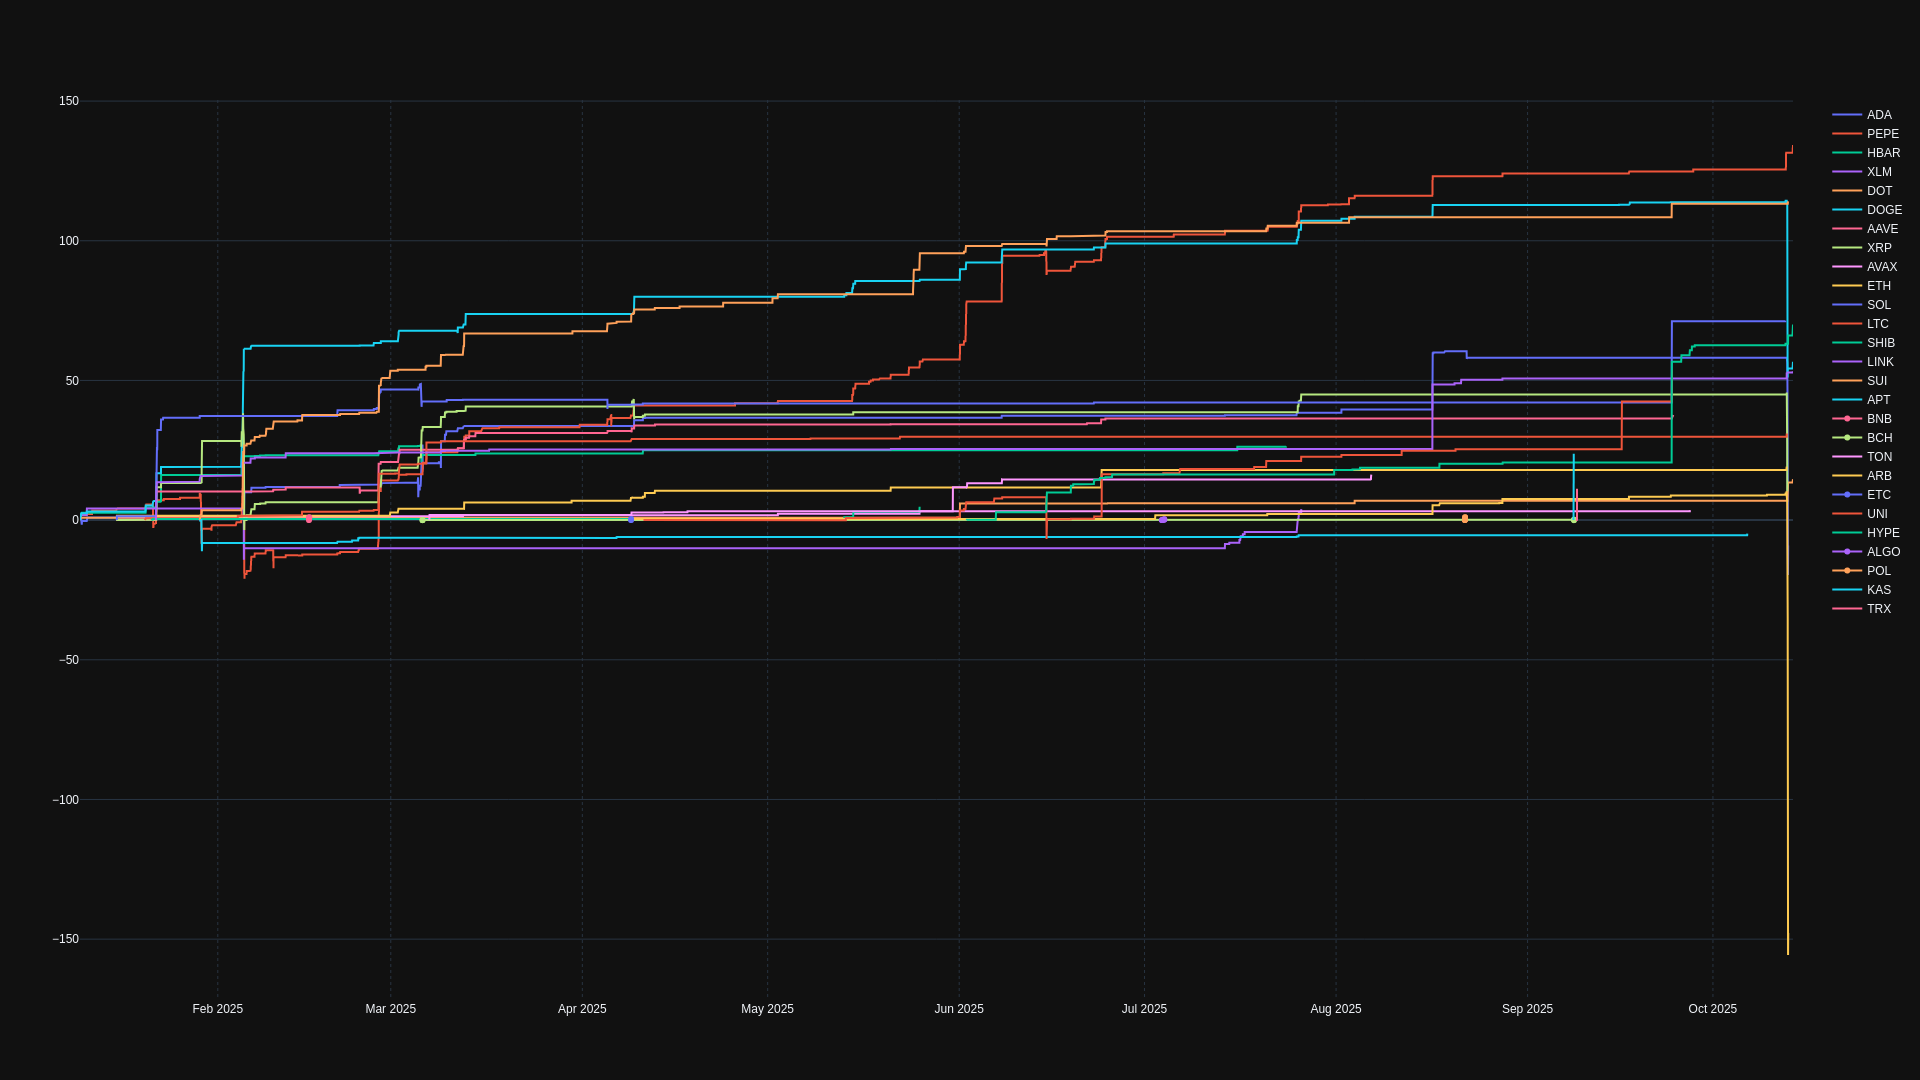 150
100
50
0
−50
−100
−150
Feb 2025
Mar 2025
Apr 2025
May 2025
Jun 2025
Jul 2025
Aug 2025
Sep 2025
Oct 2025
ADA
PEPE
HBAR
XLM
DOT
DOGE
AAVE
XRP
AVAX
ETH
SOL
LTC
SHIB
LINK
SUI
APT
BNB
BCH
TON
ARB
ETC
UNI
HYPE
ALGO
POL
KAS
TRX